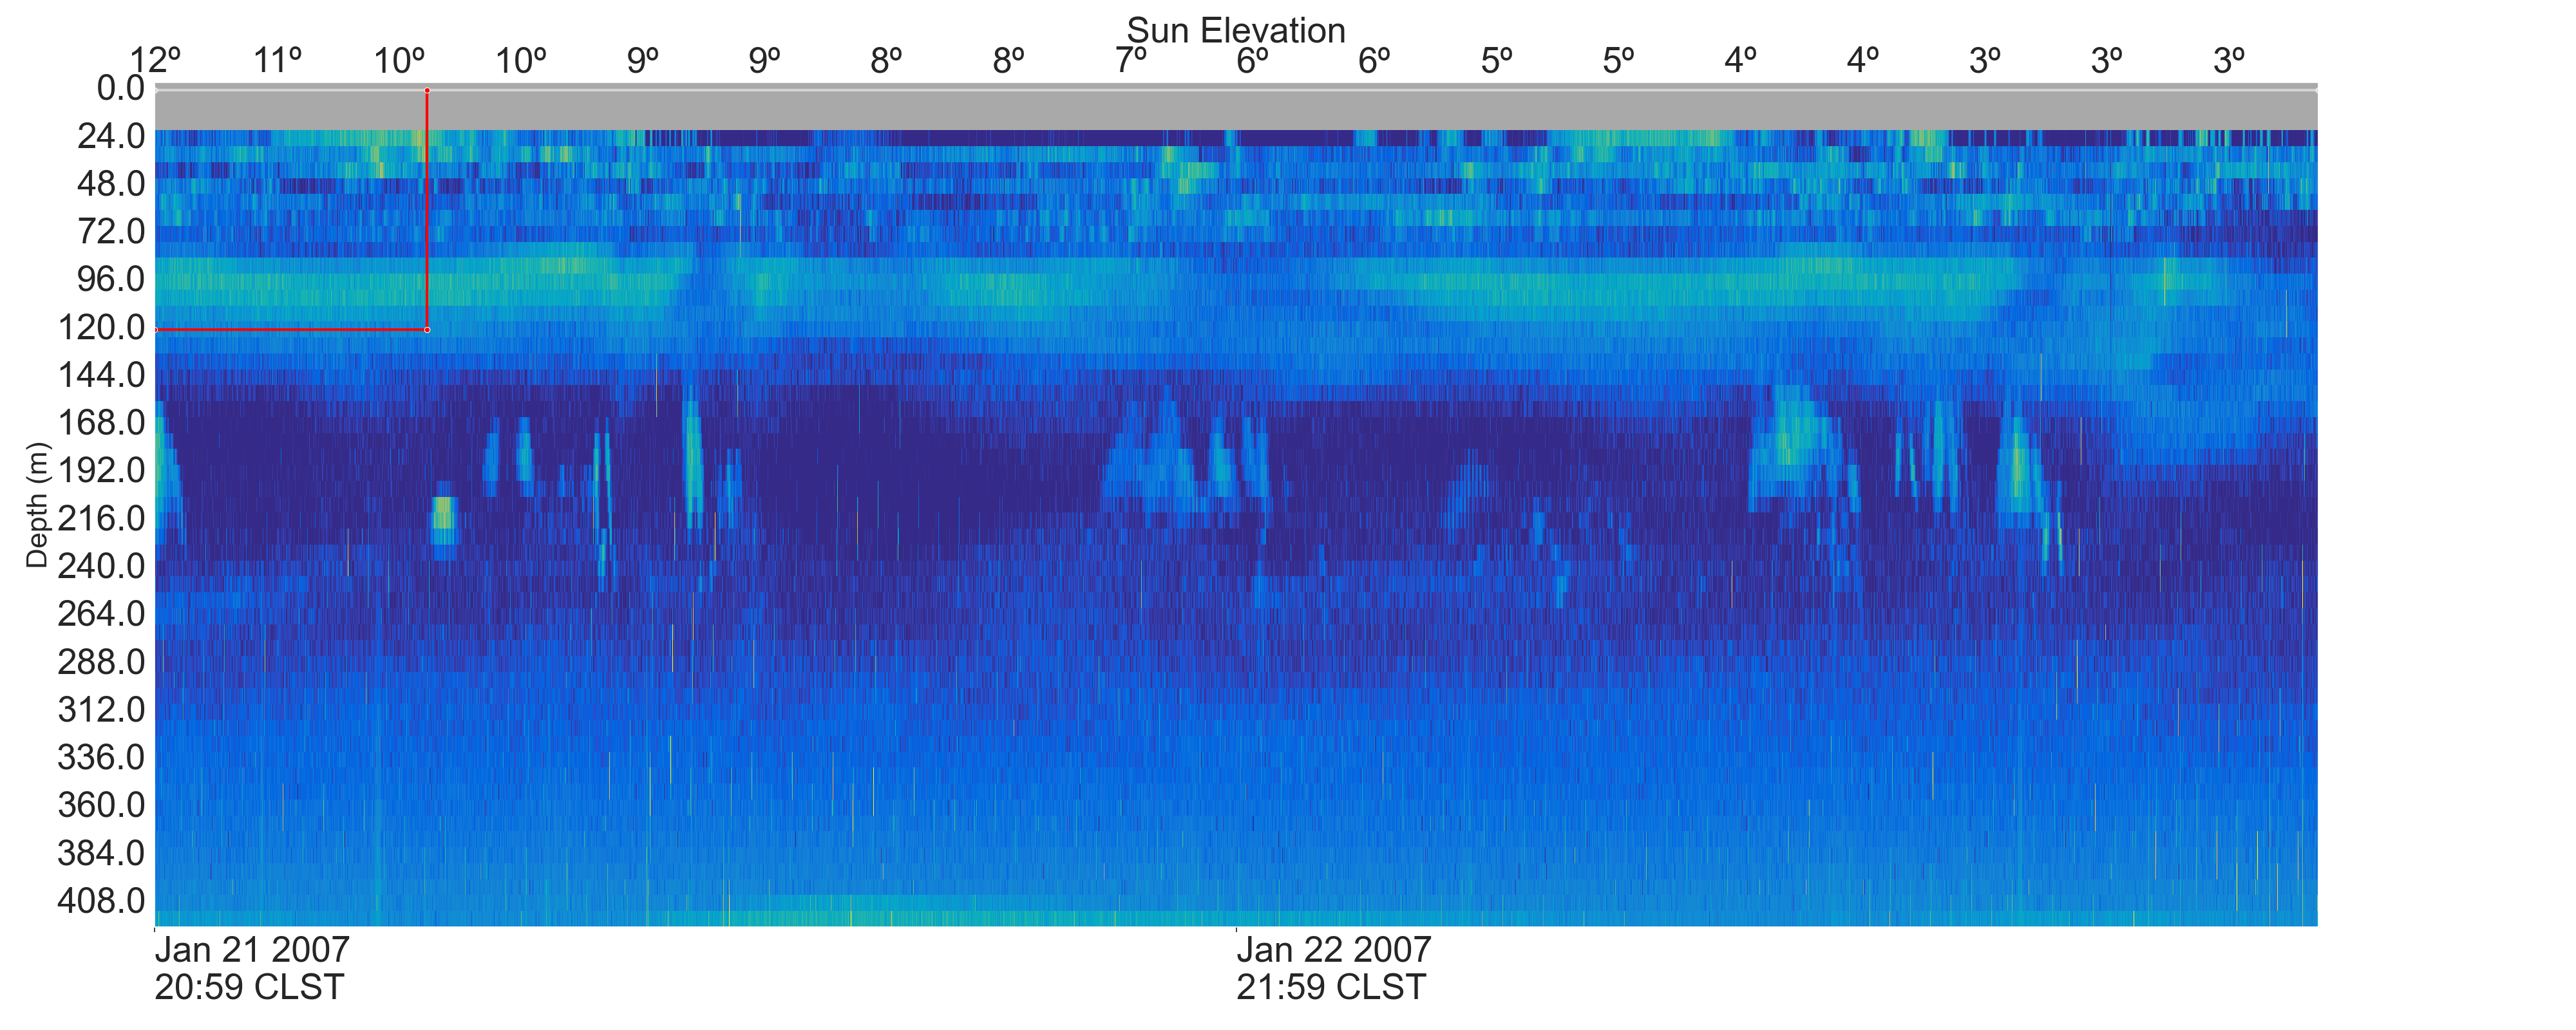 Sun Elevation
12º 11º 10º 10º 9º 9º 8º 8º 7º 6º 6º 5º 5º 4º 4º 3º 3º 3º
0.0
24.0
48.0
72.0
96.0
120.0
144.0
168.0
192.0
216.0
240.0
264.0
288.0
312.0
336.0
360.0
384.0
408.0
Depth (m)
Jan 21 2007
20:59 CLST
Jan 22 2007
21:59 CLST